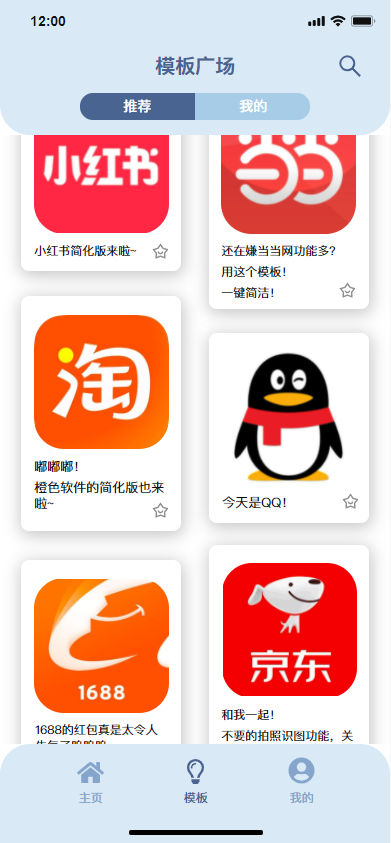 12:00
模板广场
推荐
我的
小红书
小红书简化版来啦~
还在嫌当当网功能多？
用这个模板！
一键简洁！
淘
嘟嘟嘟！
橙色软件的简化版也来
啦~
今天是QQ！
1688
1688的红包真是太令人
京东
和我一起！
不要的拍照识图功能，关
主页
模板
我的